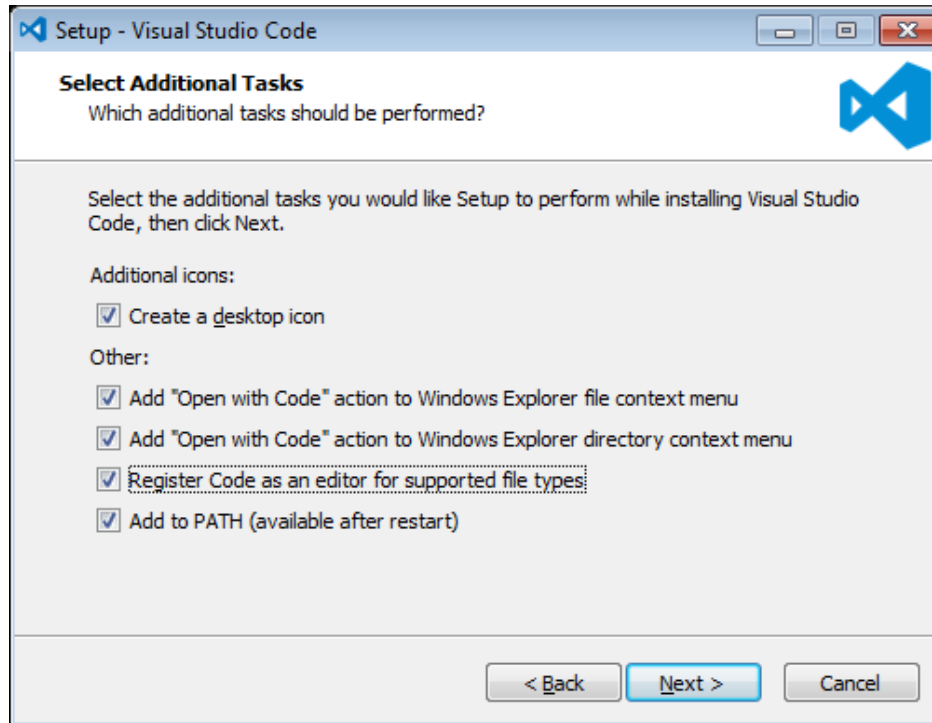 Setup - Visual Studio Code
Select Additional Tasks
Which additional tasks should be performed?
Select the additional tasks you would like Setup to perform while installing Visual Studio
Code, then click Next.
Additional icons:
Create a desktop icon
Other:
Add "Open with Code" action to Windows Explorer file context menu
Add "Open with Code" action to Windows Explorer directory context menu
Register Code as an editor for supported file types
Add to PATH (available after restart)
< Back Next > Cancel